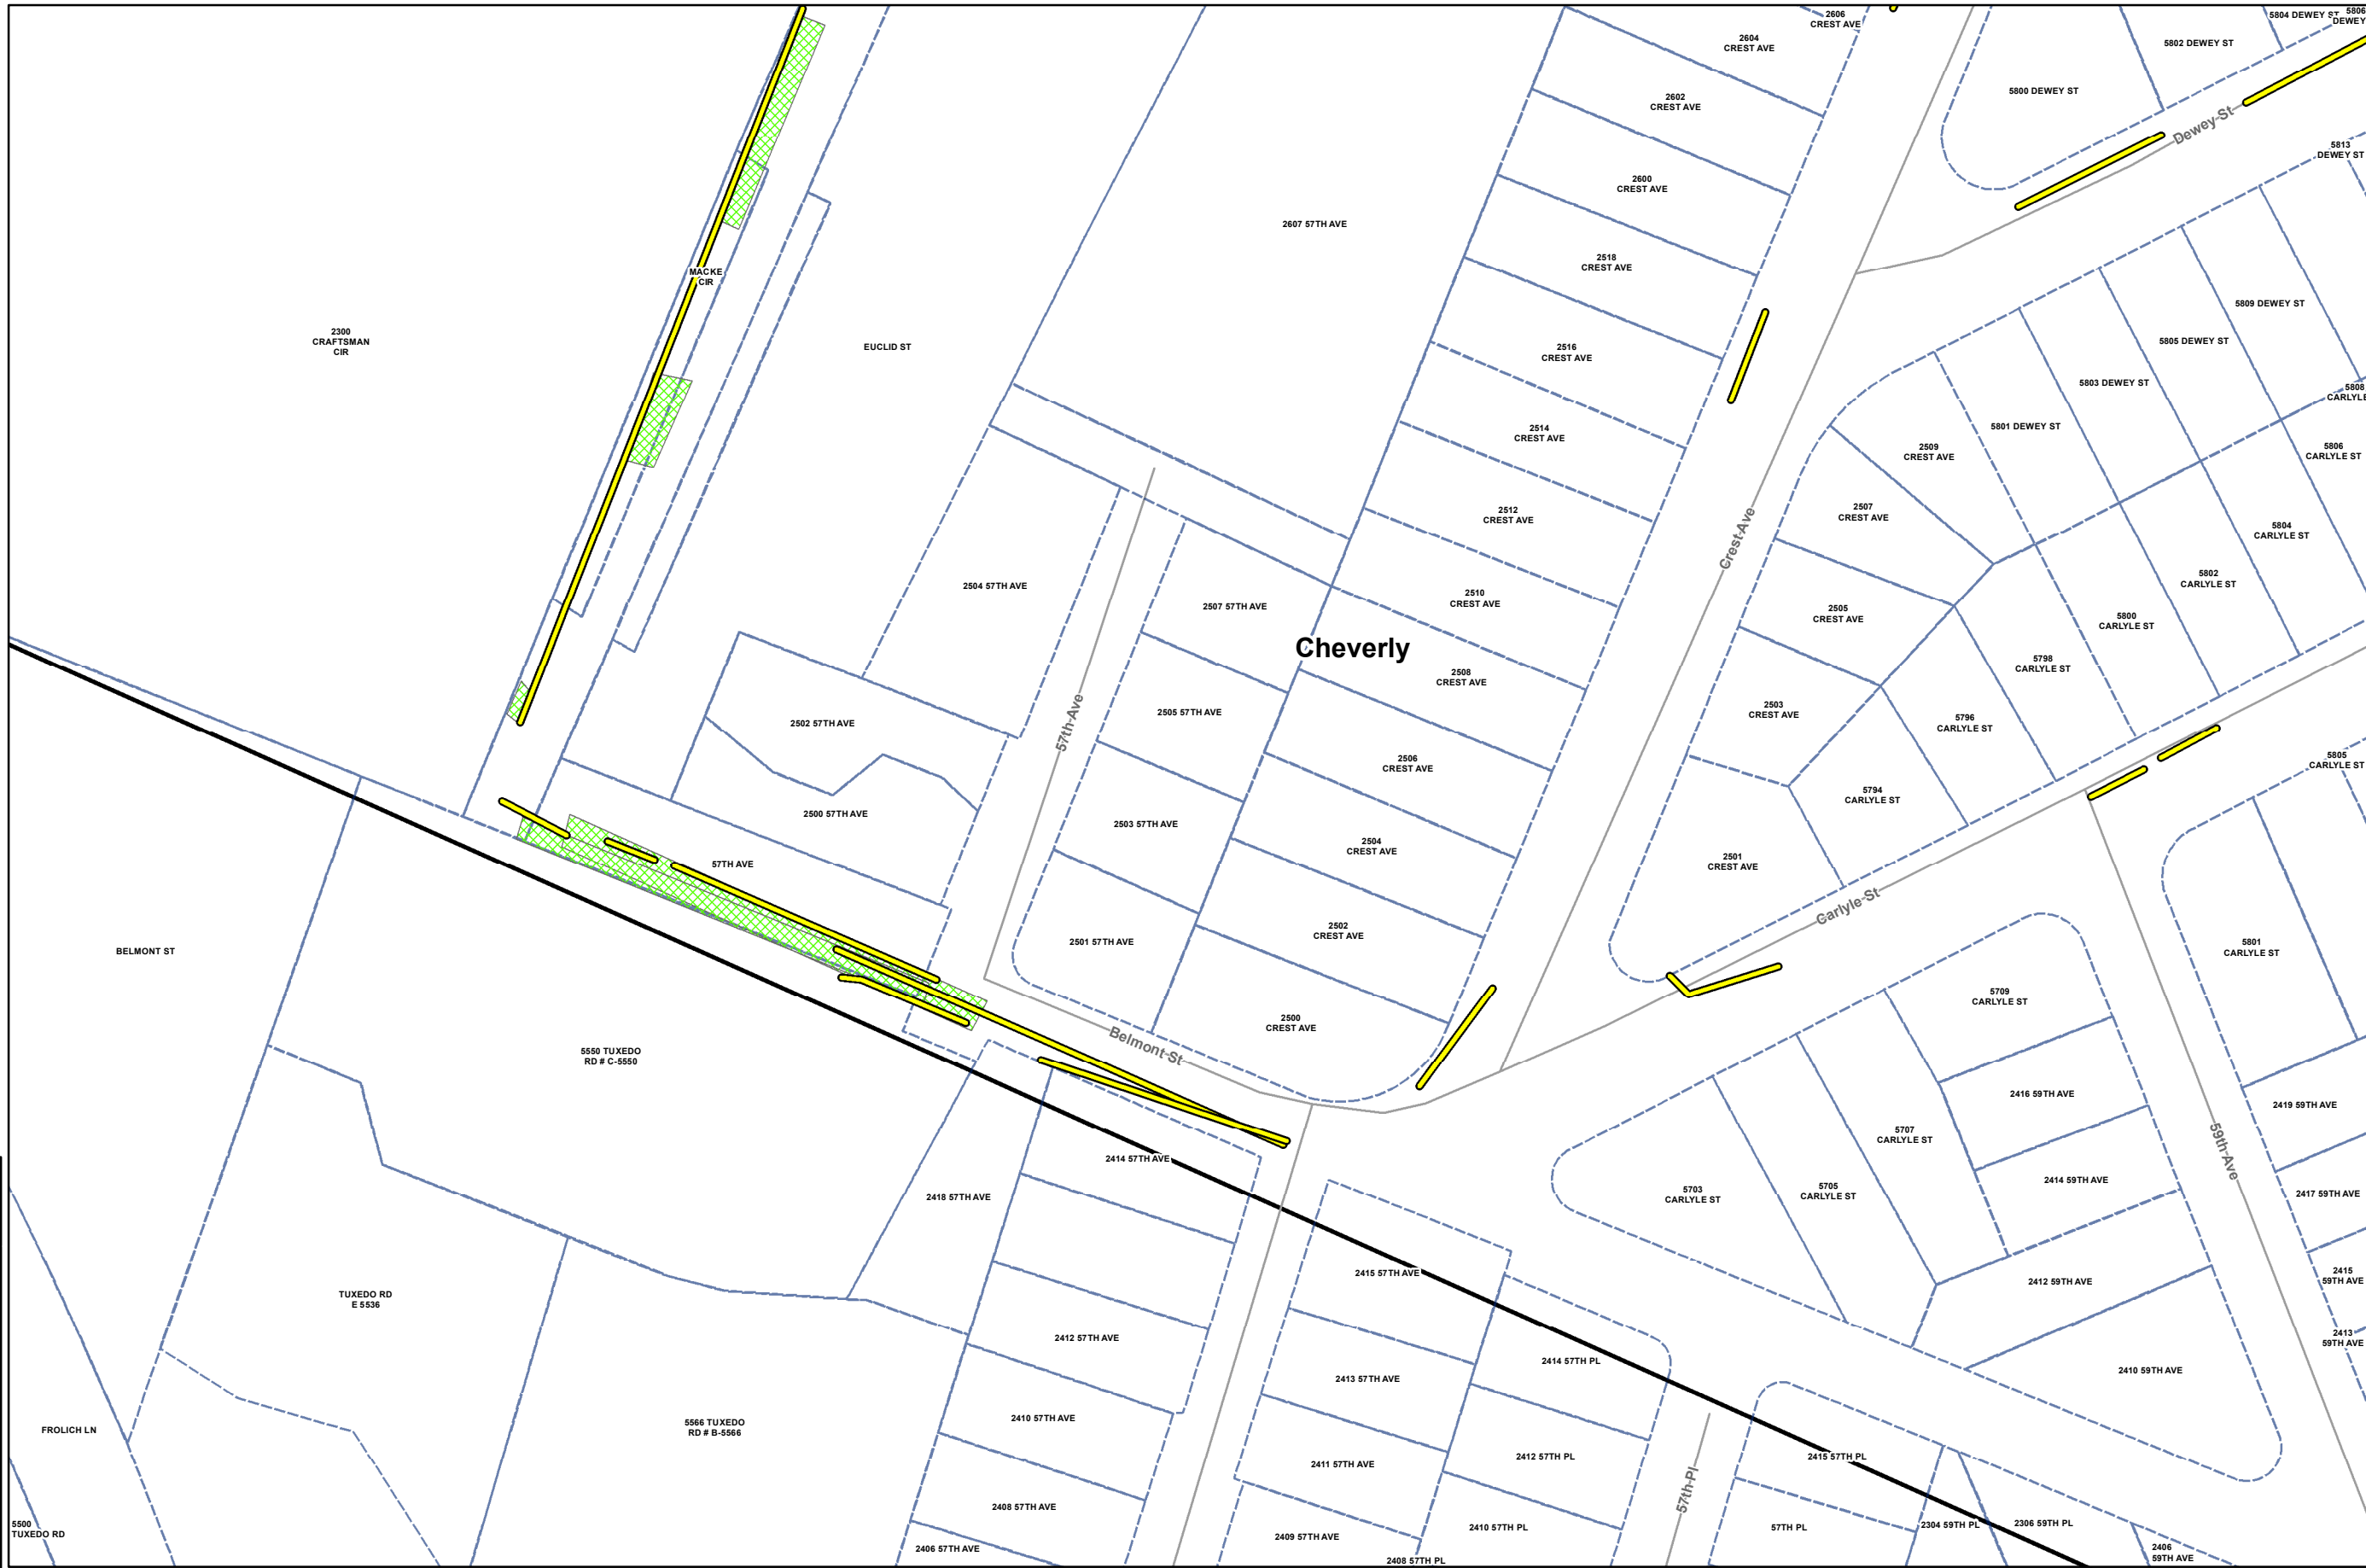 2606
CREST AVE
5804 DEWEY ST
5806
DEWEY
2604
CREST AVE
5802 DEWEY ST
5800 DEWEY ST
2602
CREST AVE
Dewey St
5813
DEWEY ST
2600
CREST AVE
2607 57TH AVE
2518
CREST AVE
MACKE
CIR
5809 DEWEY ST
2300
CRAFTSMAN
CIR
EUCLID ST
5805 DEWEY ST
2516
CREST AVE
5803 DEWEY ST
5808
CARLYLE
5801 DEWEY ST
2514
CREST AVE
2509
CREST AVE
5806
CARLYLE ST
2512
CREST AVE
2507
CREST AVE
Crest Ave
5804
CARLYLE ST
5802
CARLYLE ST
2504 57TH AVE
2507 57TH AVE
2510
CREST AVE
2505
CREST AVE
5800
CARLYLE ST
Cheverly
5798
CARLYLE ST
2508
CREST AVE
2503
CREST AVE
2505 57TH AVE
57th Ave
2502 57TH AVE
5796
CARLYLE ST
2506
CREST AVE
5805
CARLYLE ST
5794
CARLYLE ST
2500 57TH AVE
2503 57TH AVE
2504
CREST AVE
57TH AVE
2501
CREST AVE
Carlyle St
2502
CREST AVE
2501 57TH AVE
BELMONT ST
5801
CARLYLE ST
5709
CARLYLE ST
2500
CREST AVE
Belmont St
5550 TUXEDO
RD # C-5550
2416 59TH AVE
2419 59TH AVE
5707
CARLYLE ST
59th Ave
2414 57TH AVE
2414 59TH AVE
5705
CARLYLE ST
5703
CARLYLE ST
2418 57TH AVE
2417 59TH AVE
2415 57TH AVE
2415
59TH AVE
2412 59TH AVE
TUXEDO RD
E 5536
2412 57TH AVE
2413
59TH AVE
2414 57TH PL
2413 57TH AVE
2410 59TH AVE
2410 57TH AVE
5566 TUXEDO
RD # B-5566
FROLICH LN
2412 57TH PL
2415 57TH PL
2411 57TH AVE
57th Pl
2408 57TH AVE
5500
TUXEDO RD
2409 57TH AVE
2410 57TH PL
57TH PL
2304 59TH PL
2306 59TH PL
2406 57TH AVE
2408 57TH PL
2406
59TH AVE